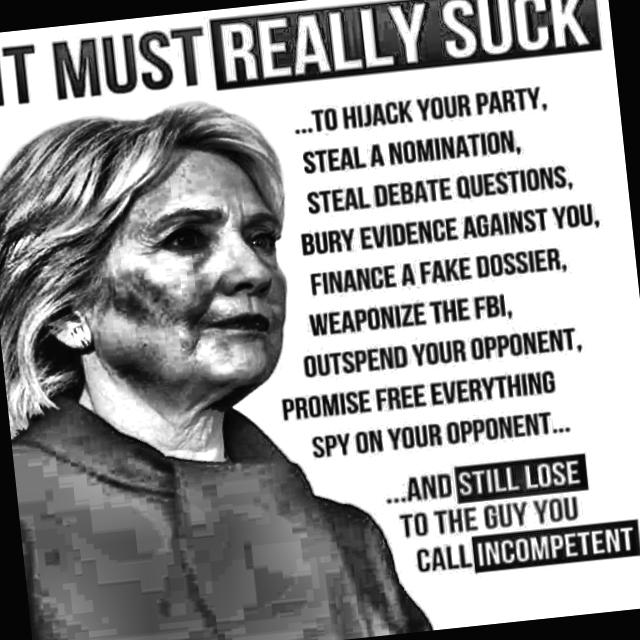 IT MUST REALLY SUCK
...TO HIJACK YOUR PARTY,
STEAL A NOMINATION,
STEAL DEBATE QUESTIONS,
BURY EVIDENCE AGAINST YOU,
FINANCE A FAKE DOSSIER,
WEAPONIZE THE FBI,
OUTSPEND YOUR OPPONENT,
PROMISE FREE EVERYTHING
SPY ON YOUR OPPONENT...
...AND STILL LOSE
TO THE GUY YOU
CALL INCOMPETENT